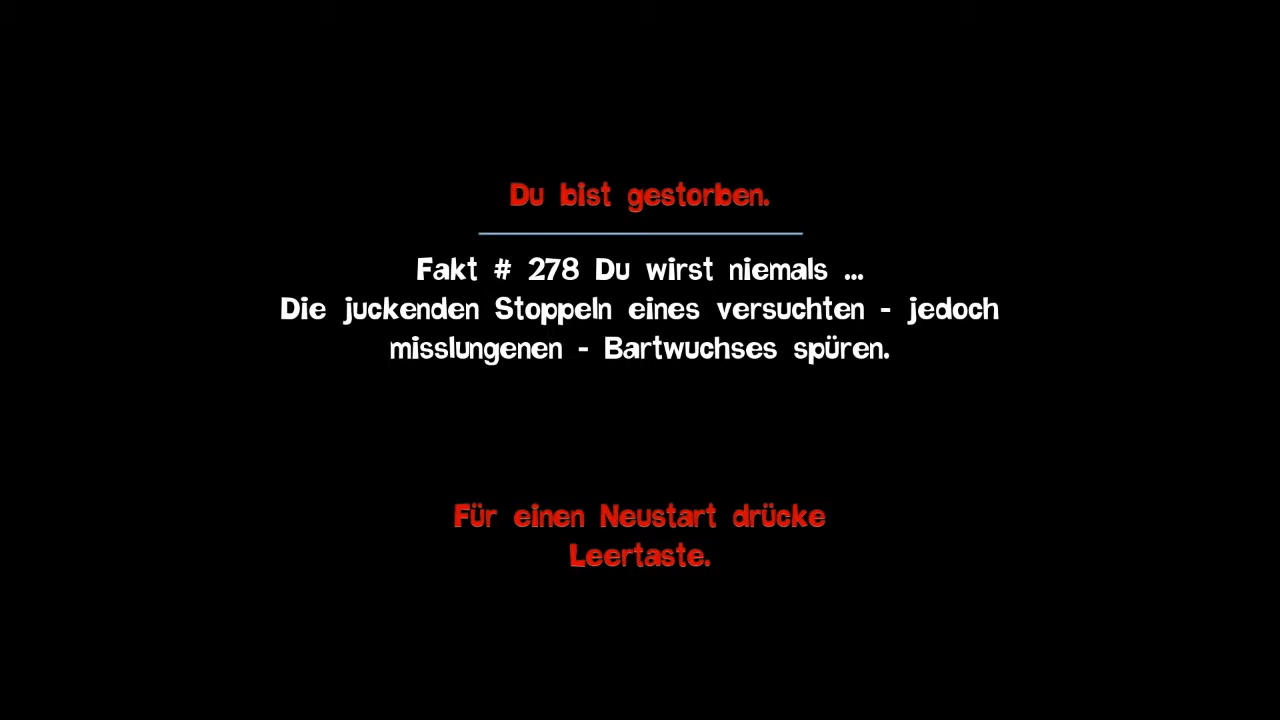 Du bist gestorben.
Fakt # 278 Du wirst niemals ...
Die juckenden Stoppeln eines versuchten - jedoch
misslungenen - Bartwuchses spüren.
Für einen Neustart drücke
Leertaste.